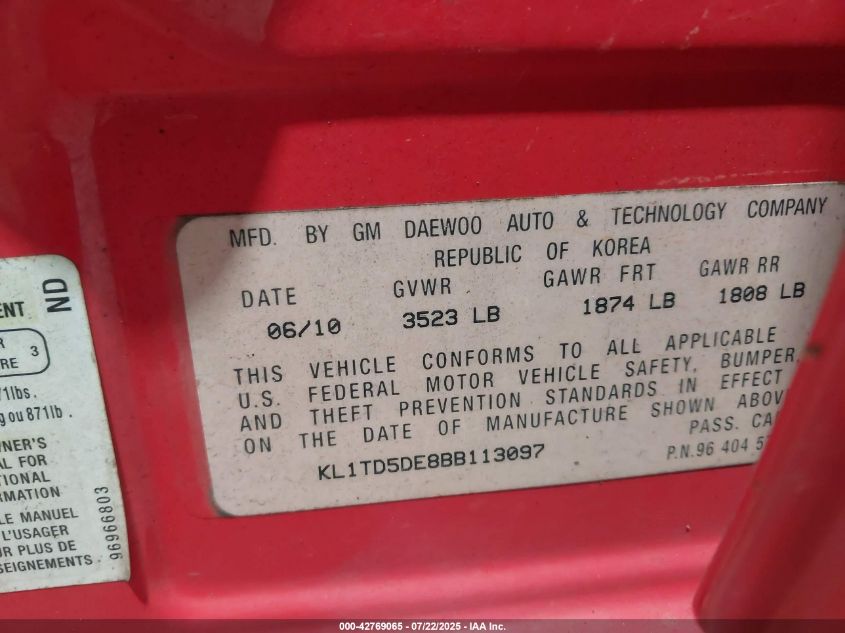 MFD. BY GM DAEWOO AUTO & TECHNOLOGY COMPANY
REPUBLIC OF KOREA
DATE GVWR GAWR FRT GAWR RR
06/10 3523 LB 1874 LB 1808 LB
THIS VEHICLE CONFORMS TO ALL APPLICABLE
U.S. FEDERAL MOTOR VEHICLE SAFETY, BUMPER,
AND THEFT PREVENTION STANDARDS IN EFFECT
ON THE DATE OF MANUFACTURE SHOWN ABOV
PASS. CA
KL1TD5DE8BB113097
P.N.96 404 5
ENT
ND
R
RE 3
71lbs.
g ou 871lb.
NER'S
AL FOR
TIONAL
RMATION
LE MANUEL
L'USAGER
UR PLUS DE
SEIGNEMENTS.
96966803
000-42769065 - 07/22/2025 - IAA Inc.